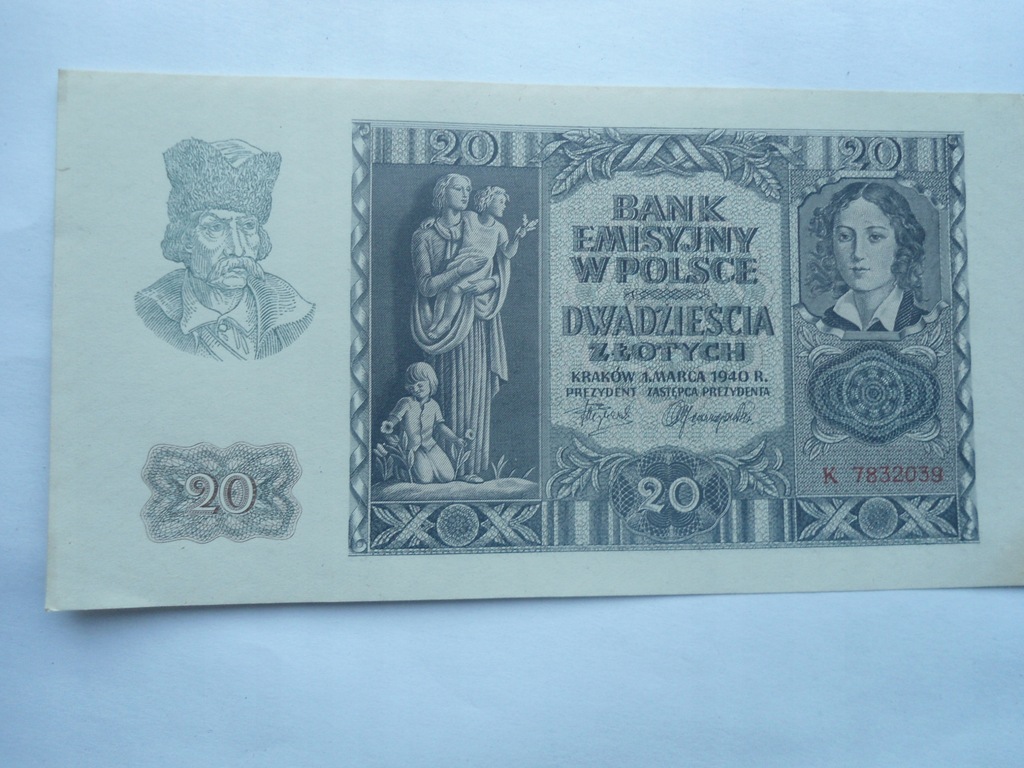 20
20
BANK
EMISYJNY
W POLSCE
DWADZIEŚCIA
ZŁOTYCH
KRAKÓW 1. MARCA 1940 R.
PREZYDENT ZASTĘPCA PREZYDENTA
K 7832039
20
20